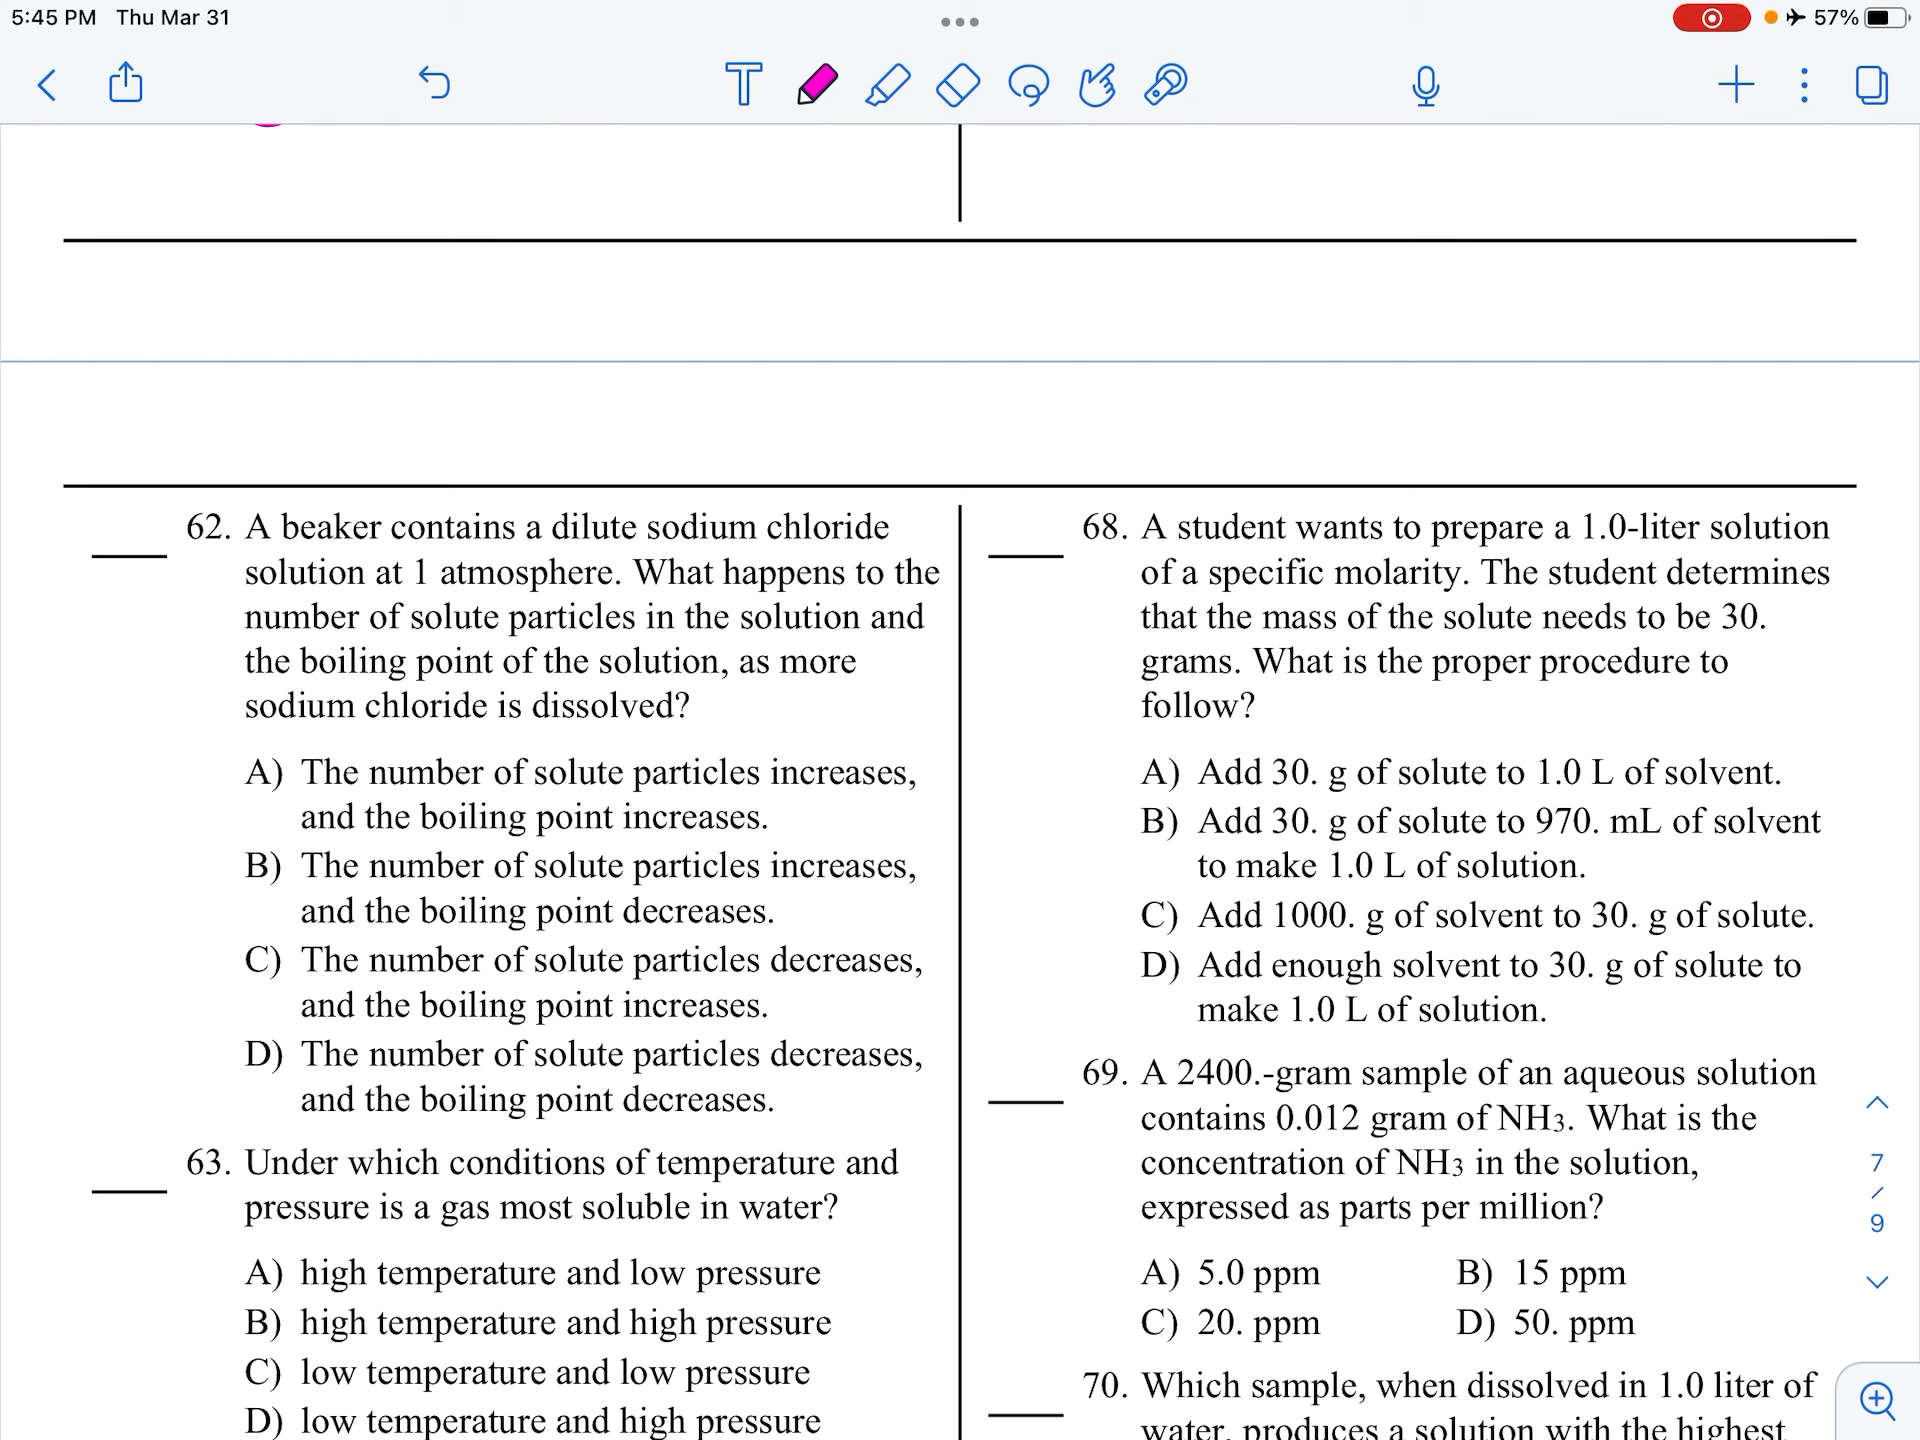 5:45 PM Thu Mar 31
57%
62. A beaker contains a dilute sodium chloride
solution at 1 atmosphere. What happens to the
number of solute particles in the solution and
the boiling point of the solution, as more
sodium chloride is dissolved?
A) The number of solute particles increases,
and the boiling point increases.
B) The number of solute particles increases,
and the boiling point decreases.
C) The number of solute particles decreases,
and the boiling point increases.
D) The number of solute particles decreases,
and the boiling point decreases.
63. Under which conditions of temperature and
pressure is a gas most soluble in water?
A) high temperature and low pressure
B) high temperature and high pressure
C) low temperature and low pressure
D) low temperature and high pressure
68. A student wants to prepare a 1.0-liter solution
of a specific molarity. The student determines
that the mass of the solute needs to be 30.
grams. What is the proper procedure to
follow?
A) Add 30. g of solute to 1.0 L of solvent.
B) Add 30. g of solute to 970. mL of solvent
to make 1.0 L of solution.
C) Add 1000. g of solvent to 30. g of solute.
D) Add enough solvent to 30. g of solute to
make 1.0 L of solution.
69. A 2400.-gram sample of an aqueous solution
contains 0.012 gram of NH3. What is the
concentration of NH3 in the solution,
expressed as parts per million?
A) 5.0 ppm B) 15 ppm
C) 20. ppm D) 50. ppm
70. Which sample, when dissolved in 1.0 liter of
water, produces a solution with the highest
7
/
9